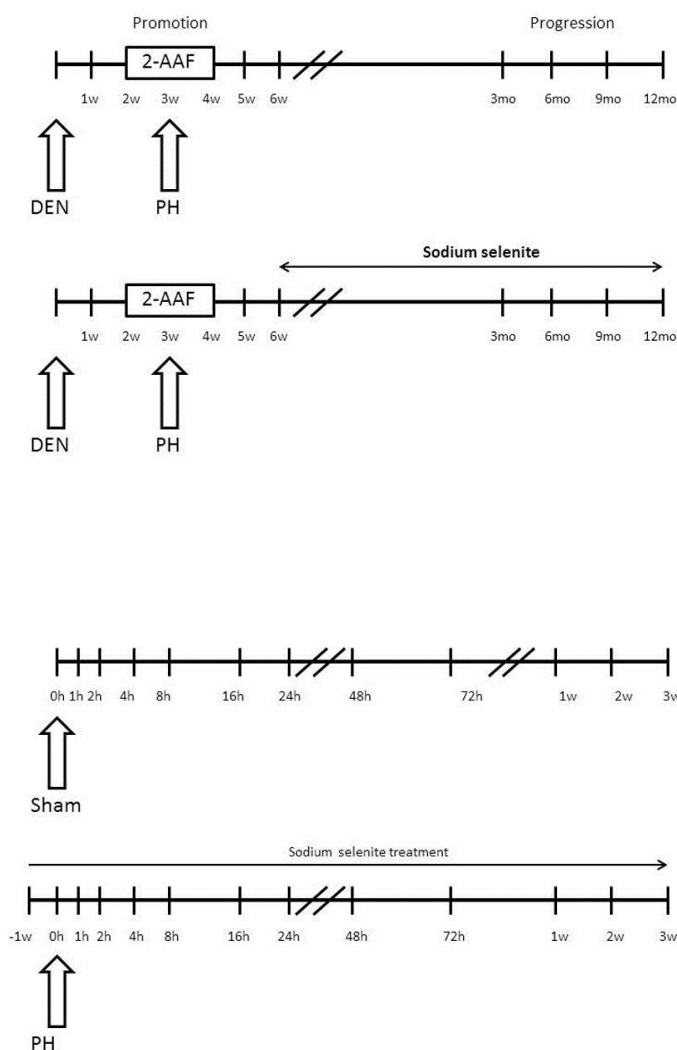 Promotion Progression
2-AAF
1w 2w 3w 4w 5w 6w 3mo 6mo 9mo 12mo
DEN PH
Sodium selenite
2-AAF
1w 2w 3w 4w 5w 6w 3mo 6mo 9mo 12mo
DEN PH
0h 1h 2h 4h 8h 16h 24h 48h 72h 1w 2w 3w
Sham
Sodium selenite treatment
-1w 0h 1h 2h 4h 8h 16h 24h 48h 72h 1w 2w 3w
PH